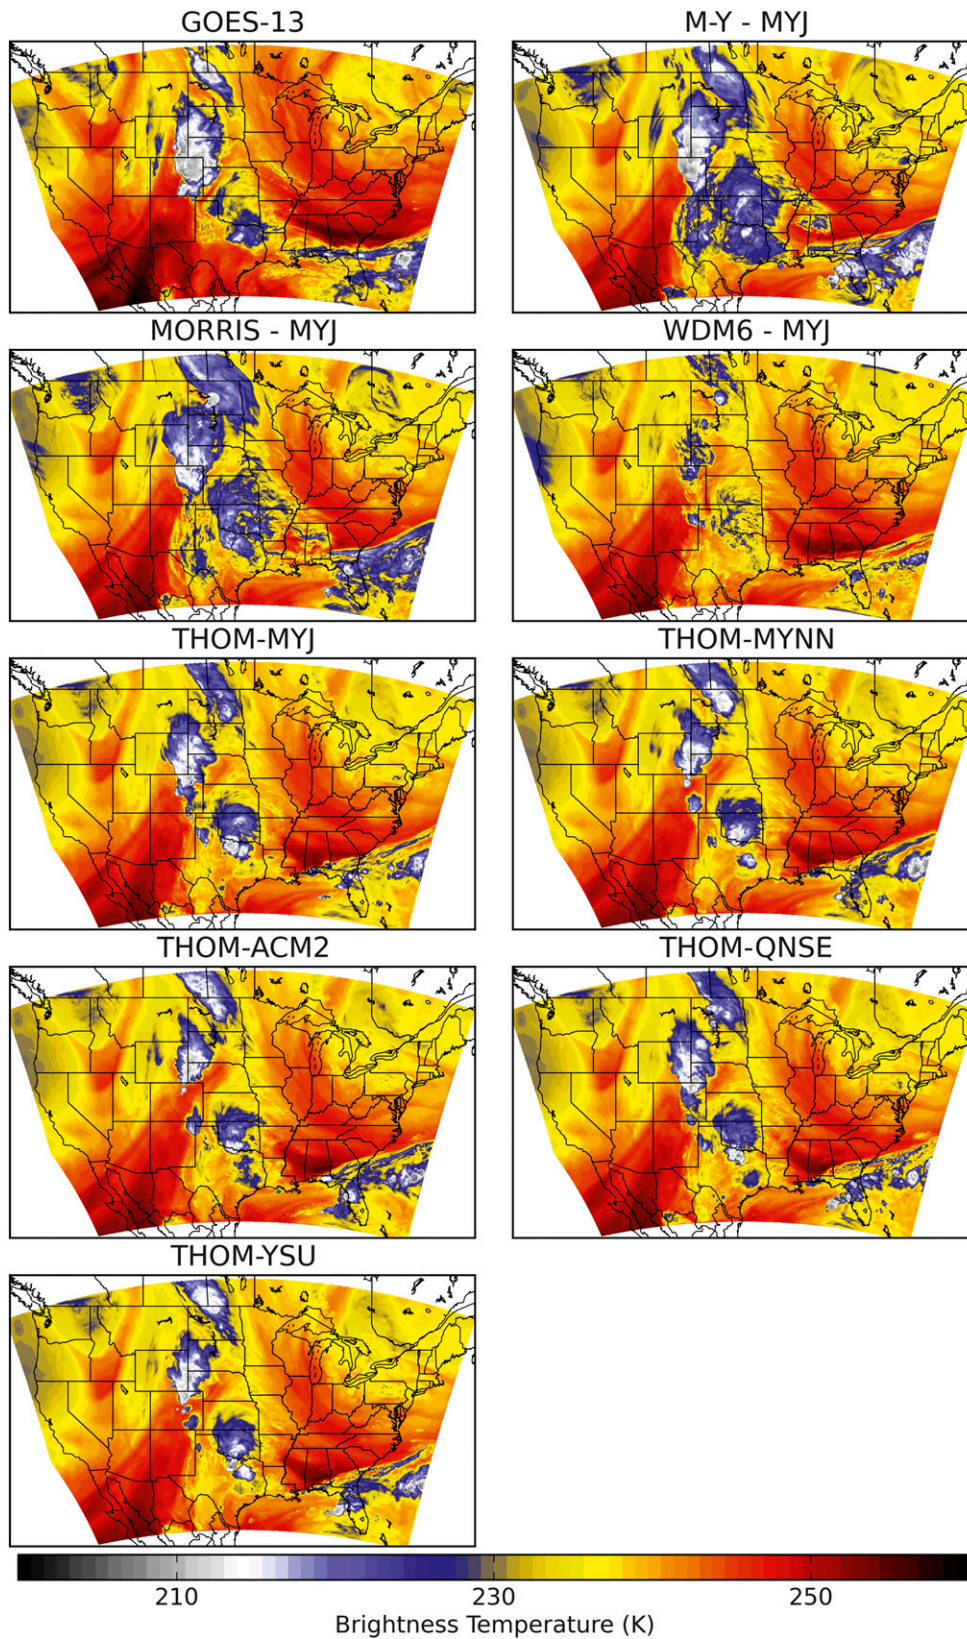 GOES-13
M-Y - MYJ
MORRIS - MYJ
WDM6 - MYJ
THOM-MYJ
THOM-MYNN
THOM-ACM2
THOM-QNSE
THOM-YSU
210 230 250
Brightness Temperature (K)